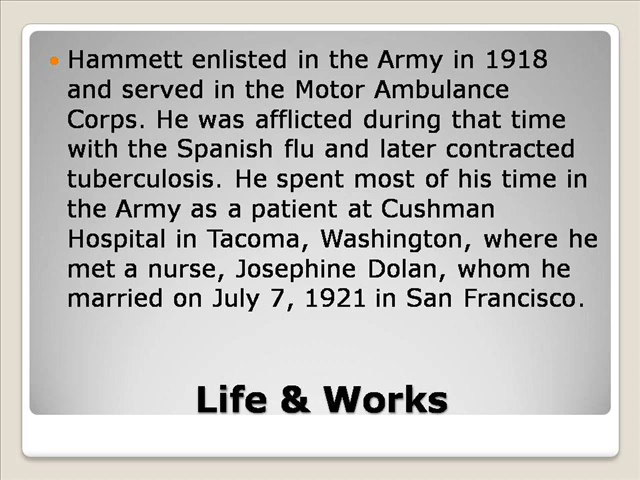 Hammett enlisted in the Army in 1918
and served in the Motor Ambulance
Corps. He was afflicted during that time
with the Spanish flu and later contracted
tuberculosis. He spent most of his time in
the Army as a patient at Cushman
Hospital in Tacoma, Washington, where he
met a nurse, Josephine Dolan, whom he
married on July 7, 1921 in San Francisco.
Life & Works